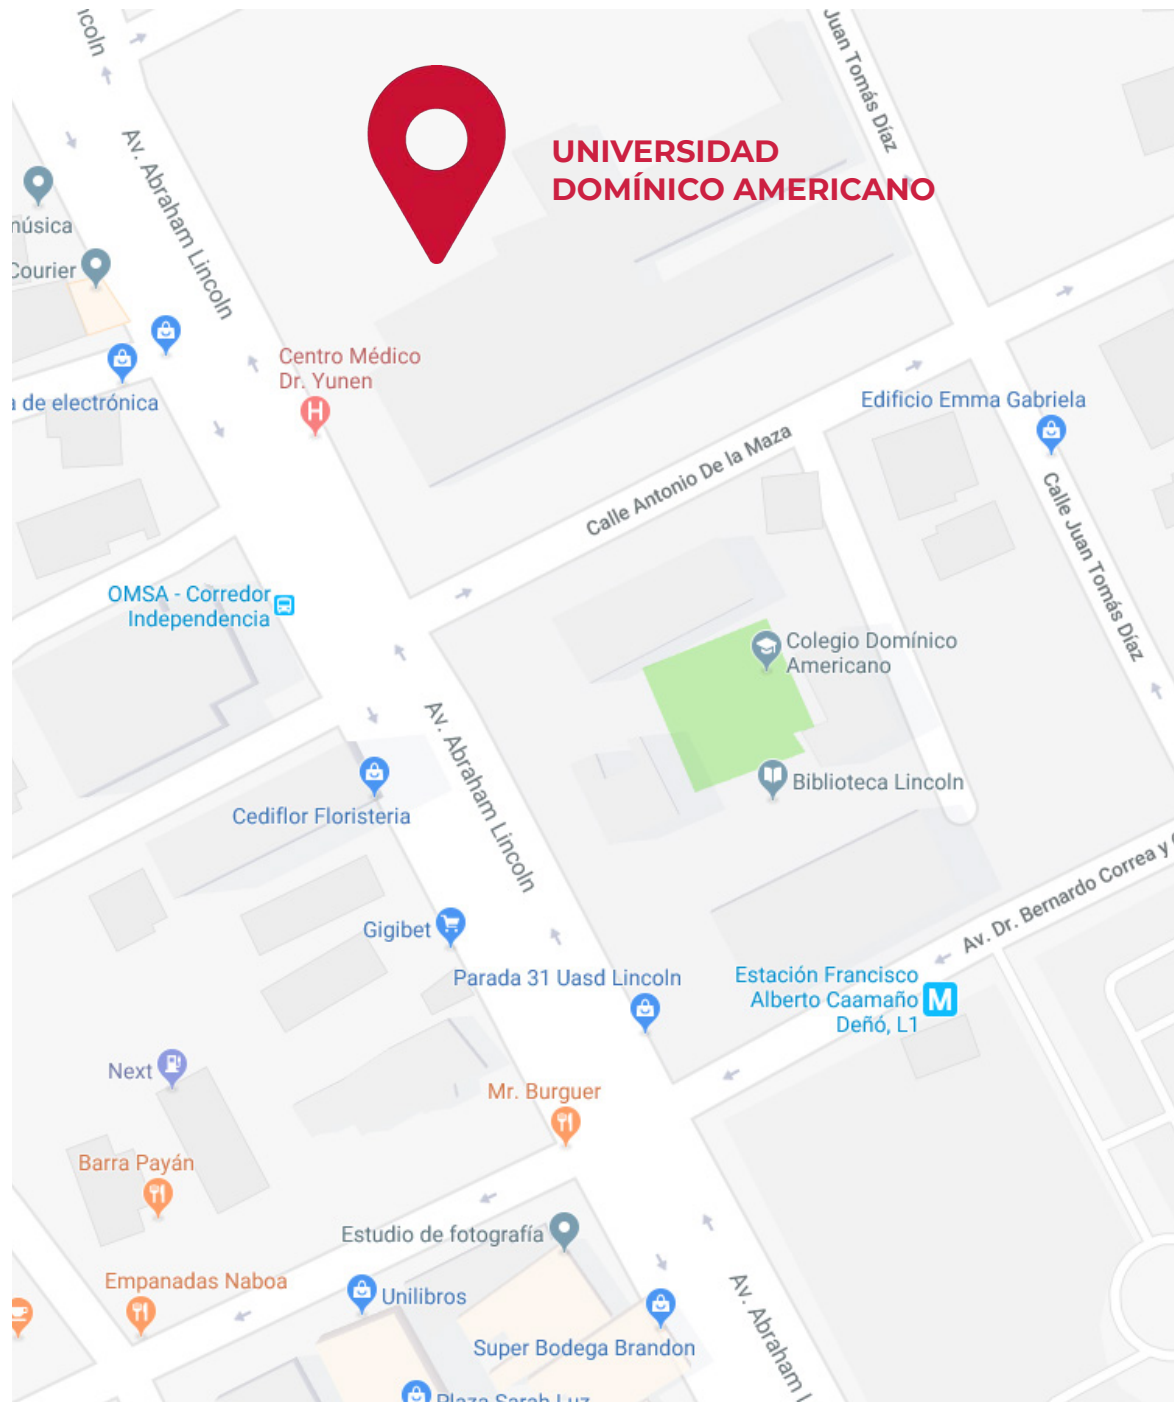 Juan Tomás Díaz
Av. Abraham Lincoln
UNIVERSIDAD
DOMÍNICO AMERICANO
Courier
Centro Médico
Dr. Yunen
de electrónica
Edificio Emma Gabriela
Calle Antonio De la Maza
Calle Juan Tomás Díaz
OMSA - Corredor
Independencia
Colegio Domínico
Americano
Av. Abraham Lincoln
Biblioteca Lincoln
Cediflor Floristeria
Av. Dr. Bernardo Correa y
Gigibet
Parada 31 Uasd Lincoln
Estación Francisco
Alberto Caamaño
Deñó, L1
M
Next
Mr. Burguer
Barra Payán
Estudio de fotografía
Empanadas Naboa
Unilibros
Av. Abraham
Super Bodega Brandon
Plaza Sarah Luz